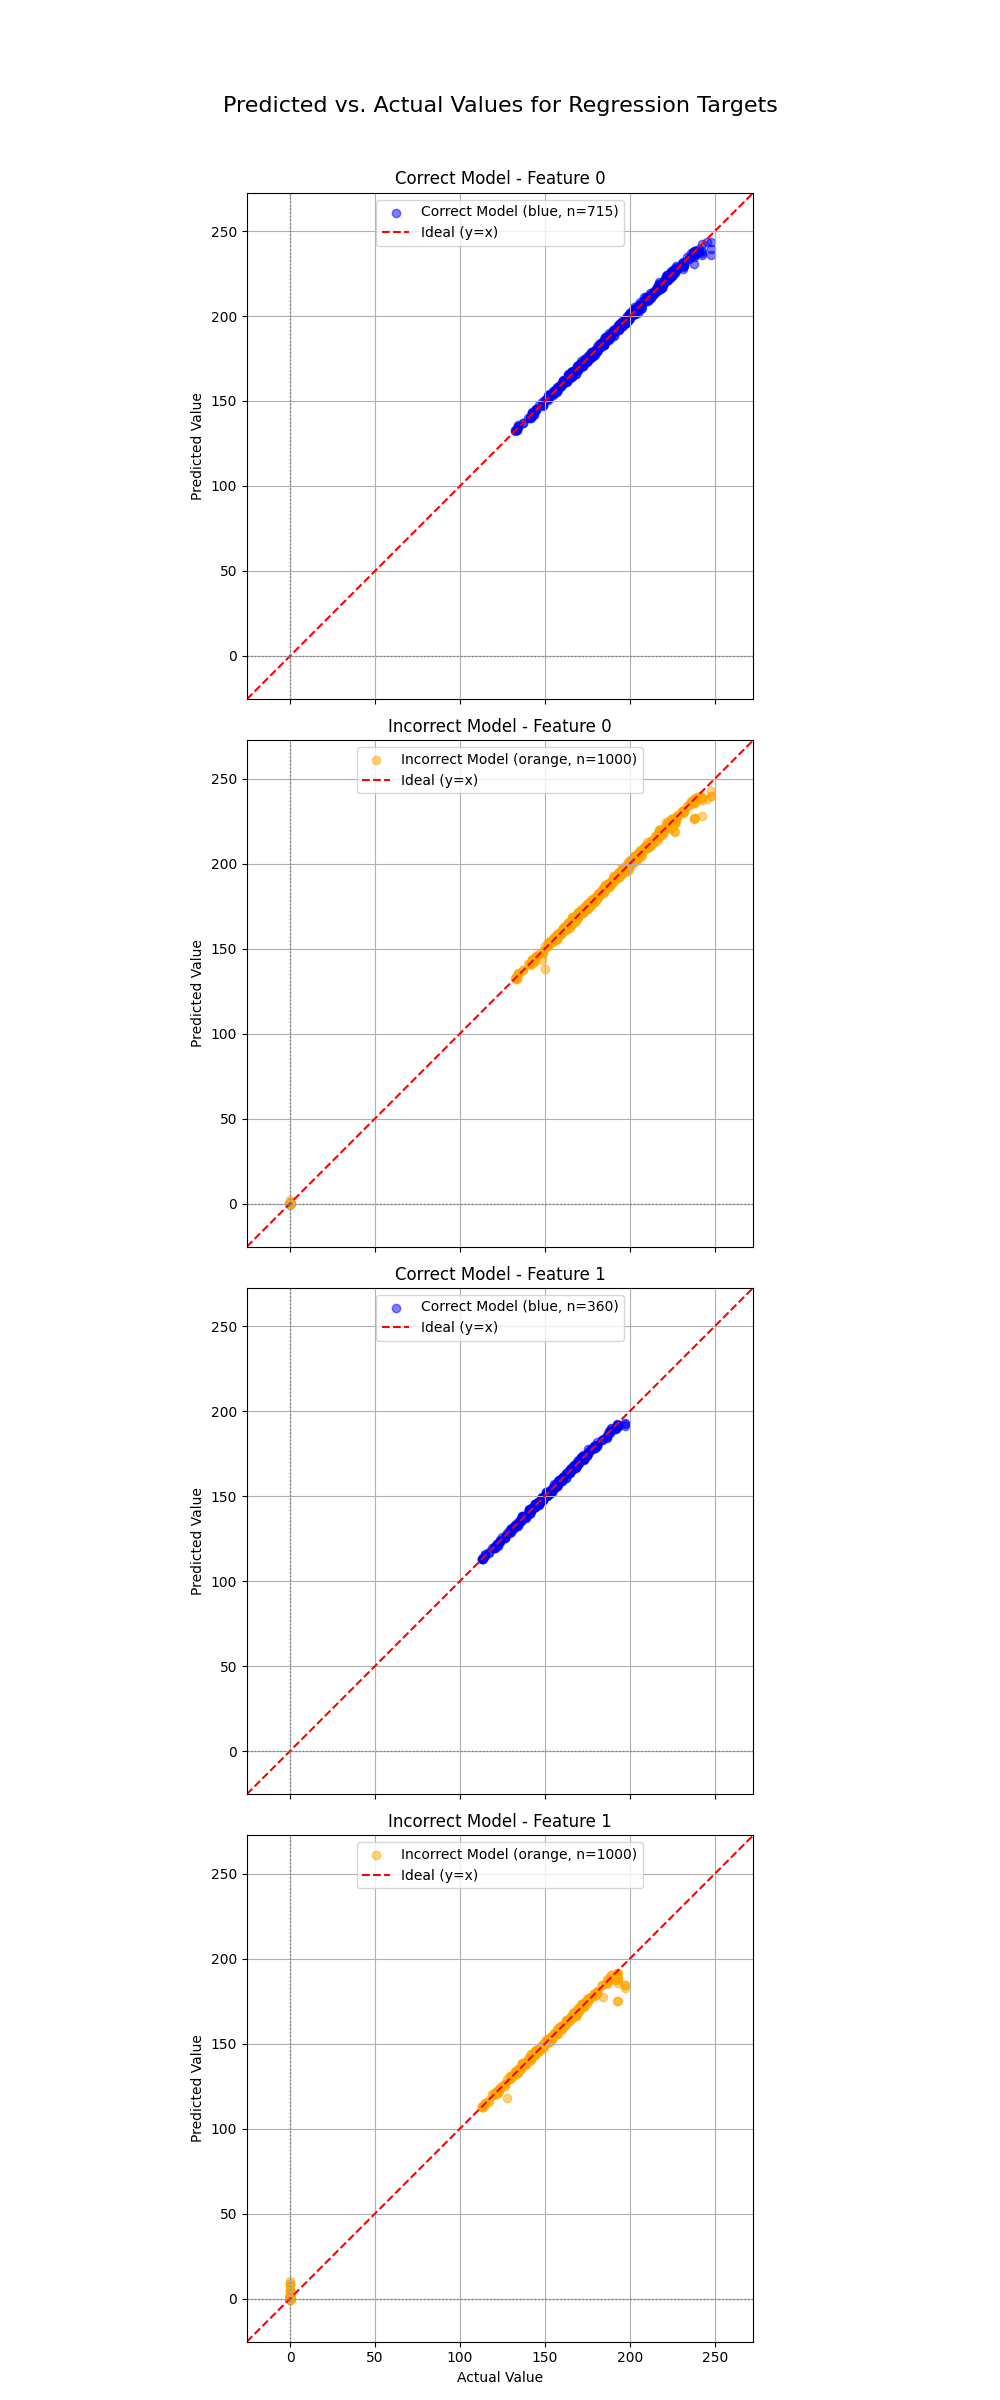 Predicted vs. Actual Values for Regression Targets
Correct Model - Feature 0
Correct Model (blue, n=715)
Ideal (y=x)
250
200
150
100
50
0
Predicted Value
Incorrect Model - Feature 0
Incorrect Model (orange, n=1000)
Ideal (y=x)
250
200
150
100
50
0
Predicted Value
Correct Model - Feature 1
Correct Model (blue, n=360)
Ideal (y=x)
250
200
150
100
50
0
Predicted Value
Incorrect Model - Feature 1
Incorrect Model (orange, n=1000)
Ideal (y=x)
250
200
150
100
50
0
Predicted Value
0 50 100 150 200 250
Actual Value